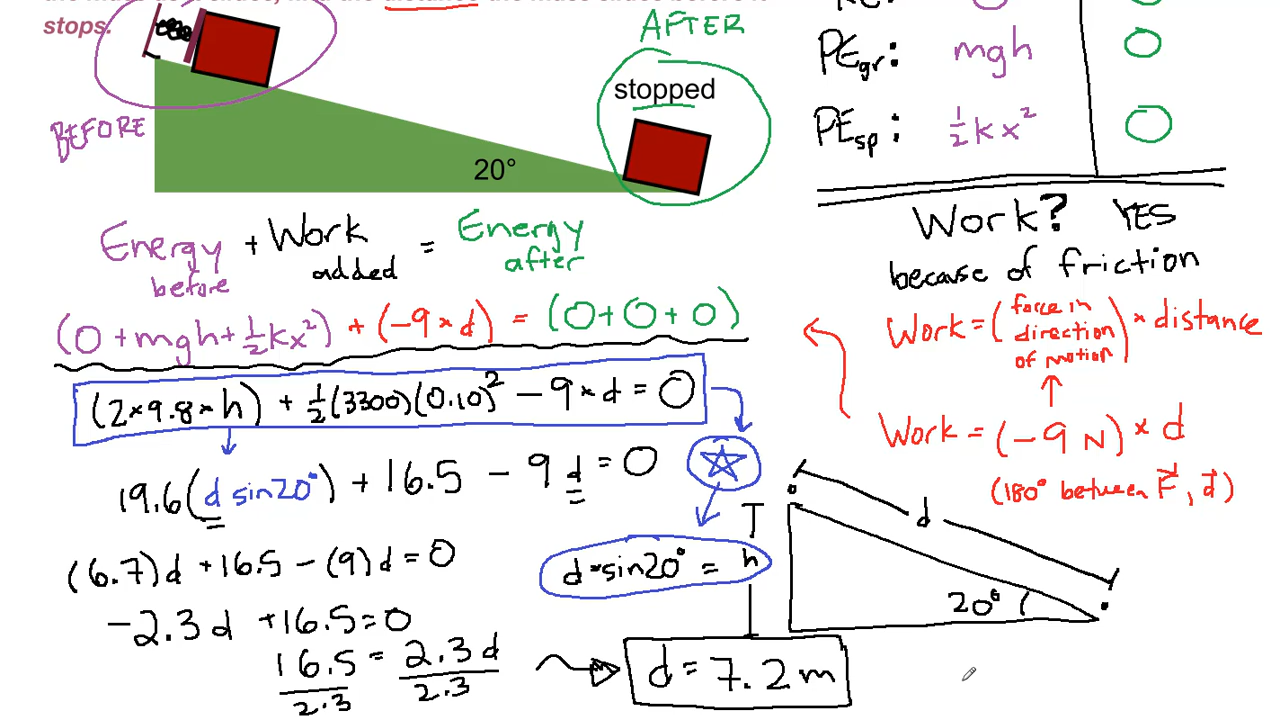 stops.
AFTER
stopped
BEFORE
20°
PE_gr: mgh 0
PE_sp: ½kx² 0
Work? YES
because of friction
Energy before + Work added = Energy after
(0 + mgh + ½kx²) + (-9 * d) = (0 + 0 + 0)
Work = (force in direction of motion) * distance
(2*9.8*h) + ½(3300)(0.10)² - 9*d = 0
Work = (-9 N) * d
(180° between F⃗, d⃗)
19.6(d sin20°) + 16.5 - 9d = 0
d
(6.7)d + 16.5 - (9)d = 0
d*sin20° = h
20°
-2.3d + 16.5 = 0
16.5 = 2.3d
2.3 2.3
d = 7.2 m